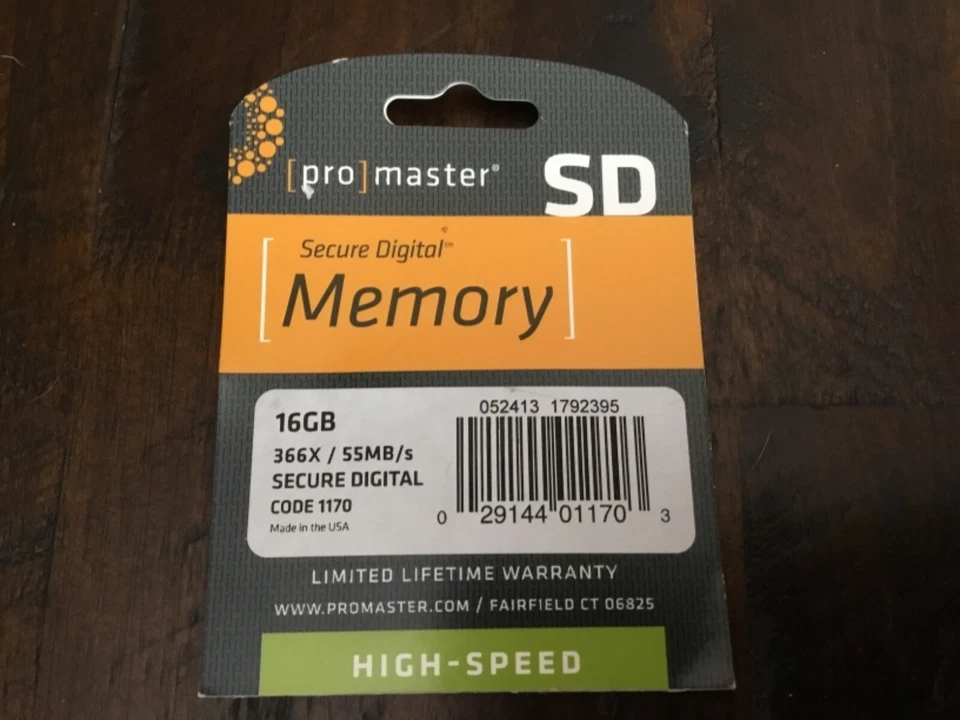 [pro]master®
SD
Secure Digital℠
[Memory]
16GB
366X / 55MB/s
SECURE DIGITAL
CODE 1170
Made in the USA
052413 1792395
0 29144 01170 3
LIMITED LIFETIME WARRANTY
WWW.PROMASTER.COM / FAIRFIELD CT 06825
HIGH-SPEED